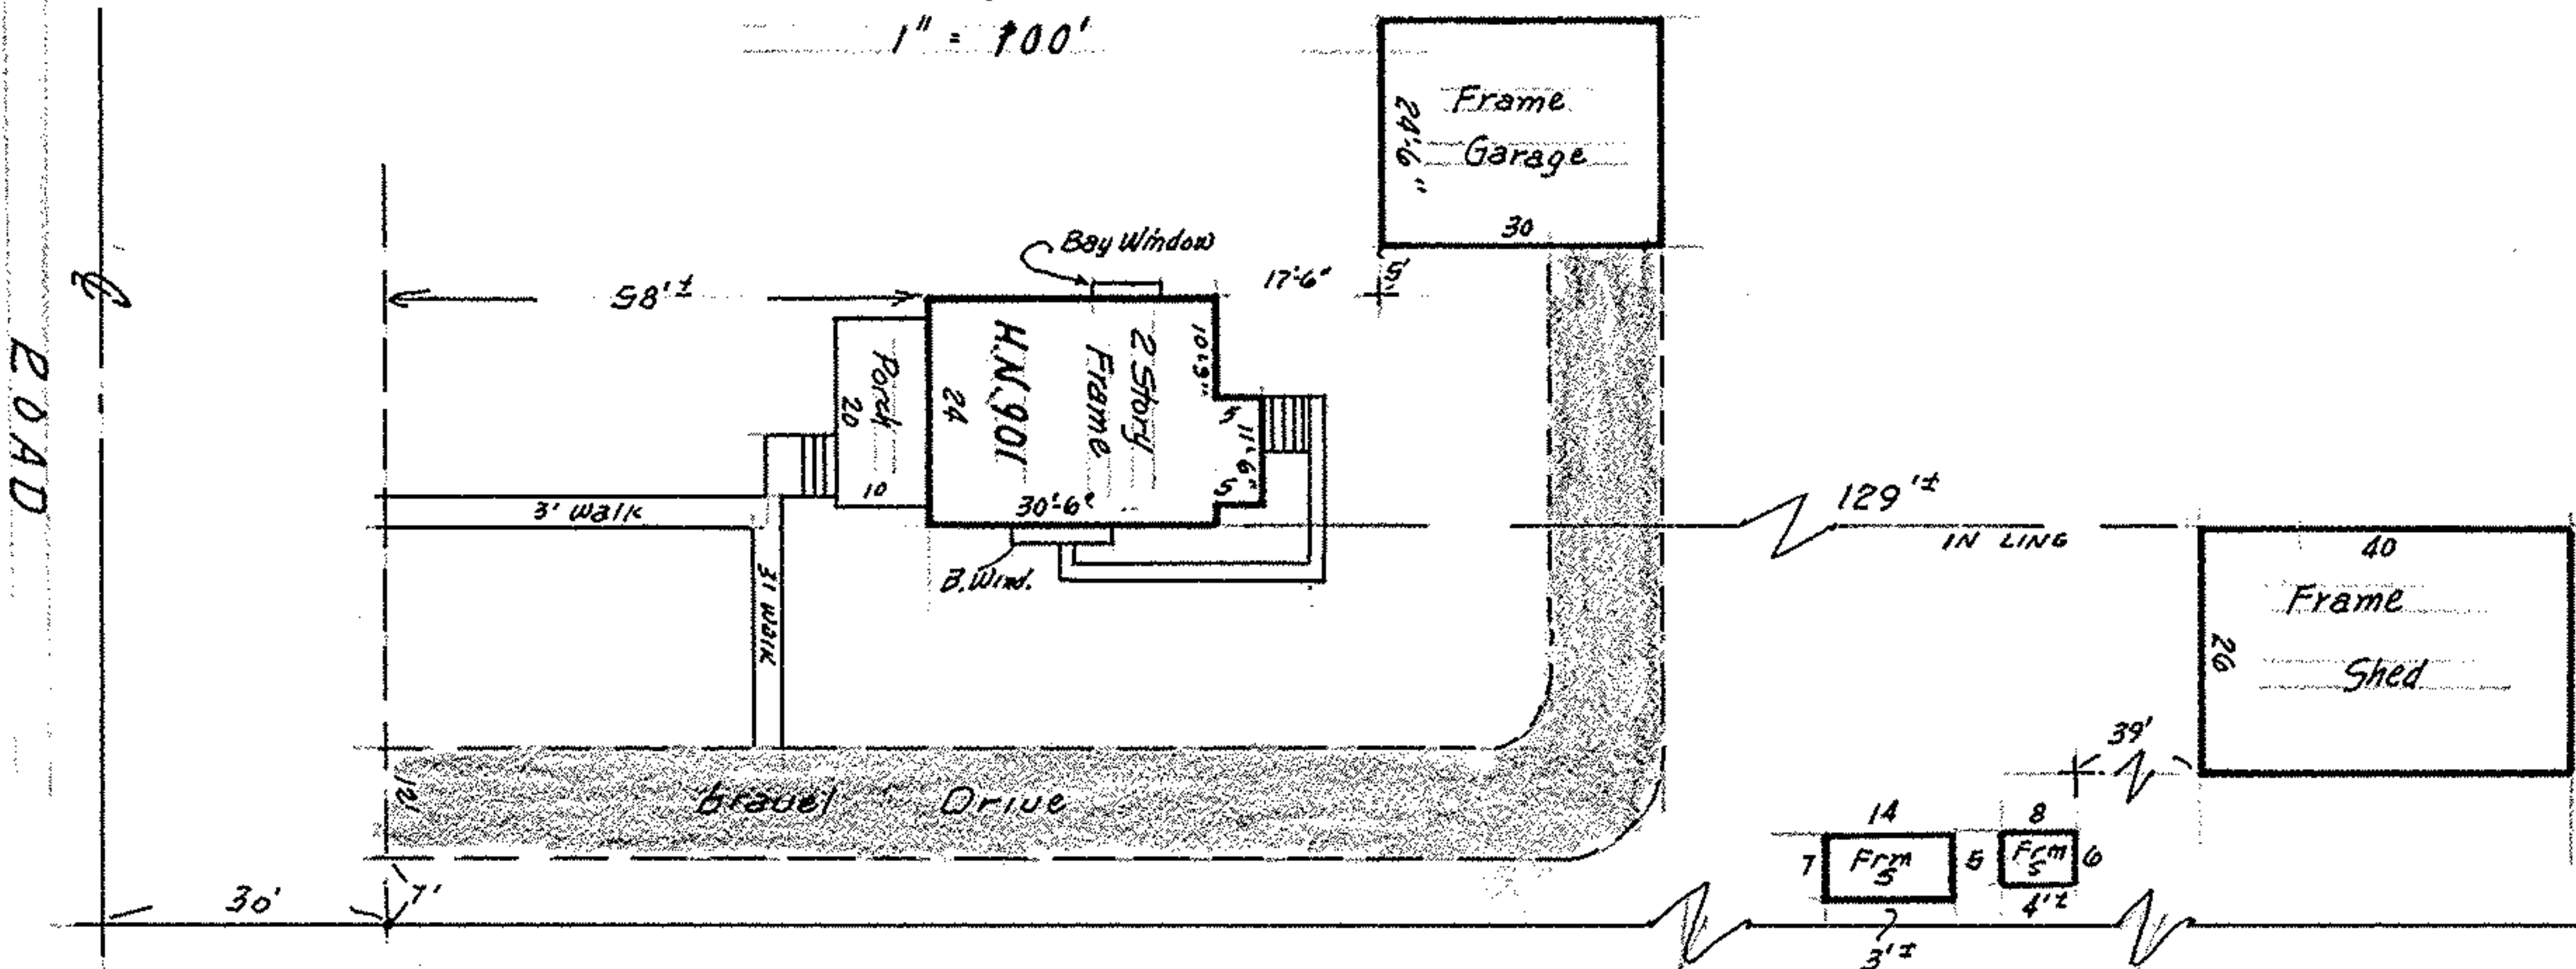 1" = 100'
ROAD
℄
Frame
Garage
24'-6"
30
Bay Window
58'±
17'-6"
5'
Porch
20
10
24
H.N. 901
2 Story
Frame
10'-9"
5'
11'-6"
5'
30'-6"
B. Wind.
3' Walk
3' Walk
129'±
IN LING
40
Frame
Shed
26
39'
Gravel Drive
12'
7'
30'
14
7
Frm
S
5
8
Frm
S
6
4'±
3'±